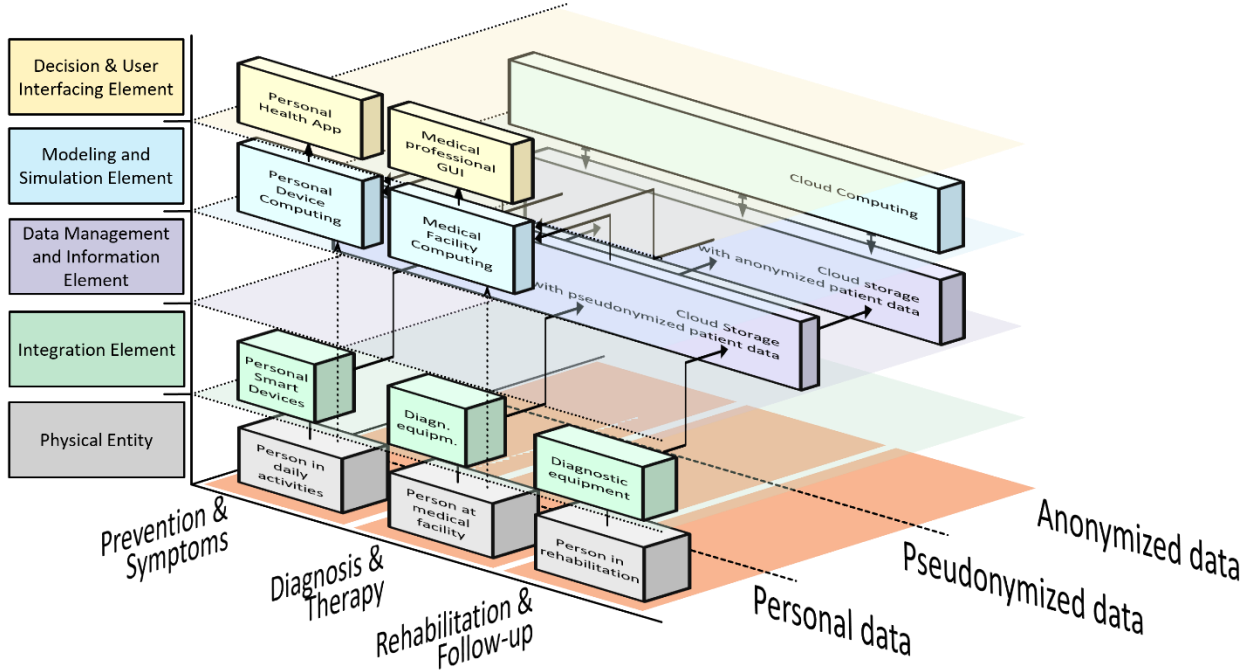 Decision & User
Interfacing Element
Modeling and
Simulation Element
Data Management
and Information
Element
Integration Element
Physical Entity
Personal
Health App
Medical
professional
GUI
Personal
Device
Computing
Medical
Facility
Computing
Cloud Computing
Cloud storage
with anonymized patient data
Cloud Storage
with pseudonymized patient data
Personal
Smart
Devices
Diagn.
equipm.
Diagnostic
equipment
Person in
daily
activities
Person at
medical
facility
Person in
rehabilitation
Prevention &
Symptoms
Diagnosis &
Therapy
Rehabilitation &
Follow-up
Personal data
Pseudonymized data
Anonymized data